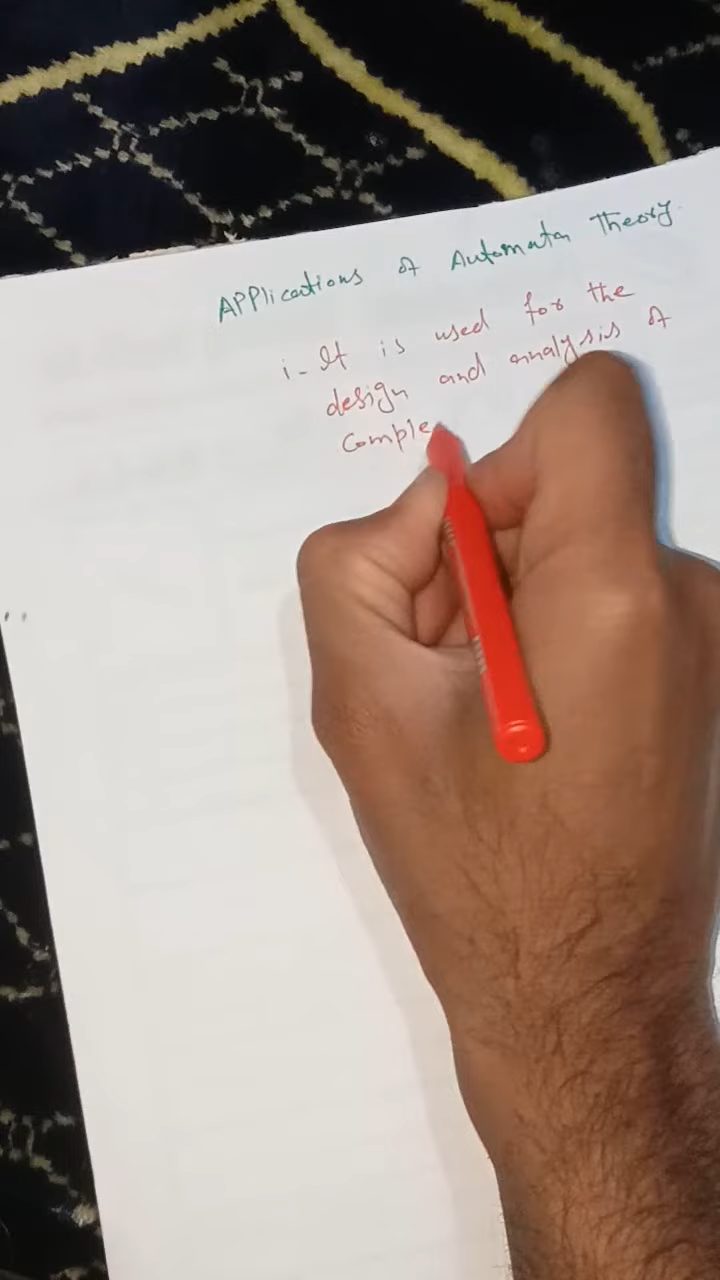 APPlications of Automata Theory.
i- It is used for the
design and analysis of
Comple